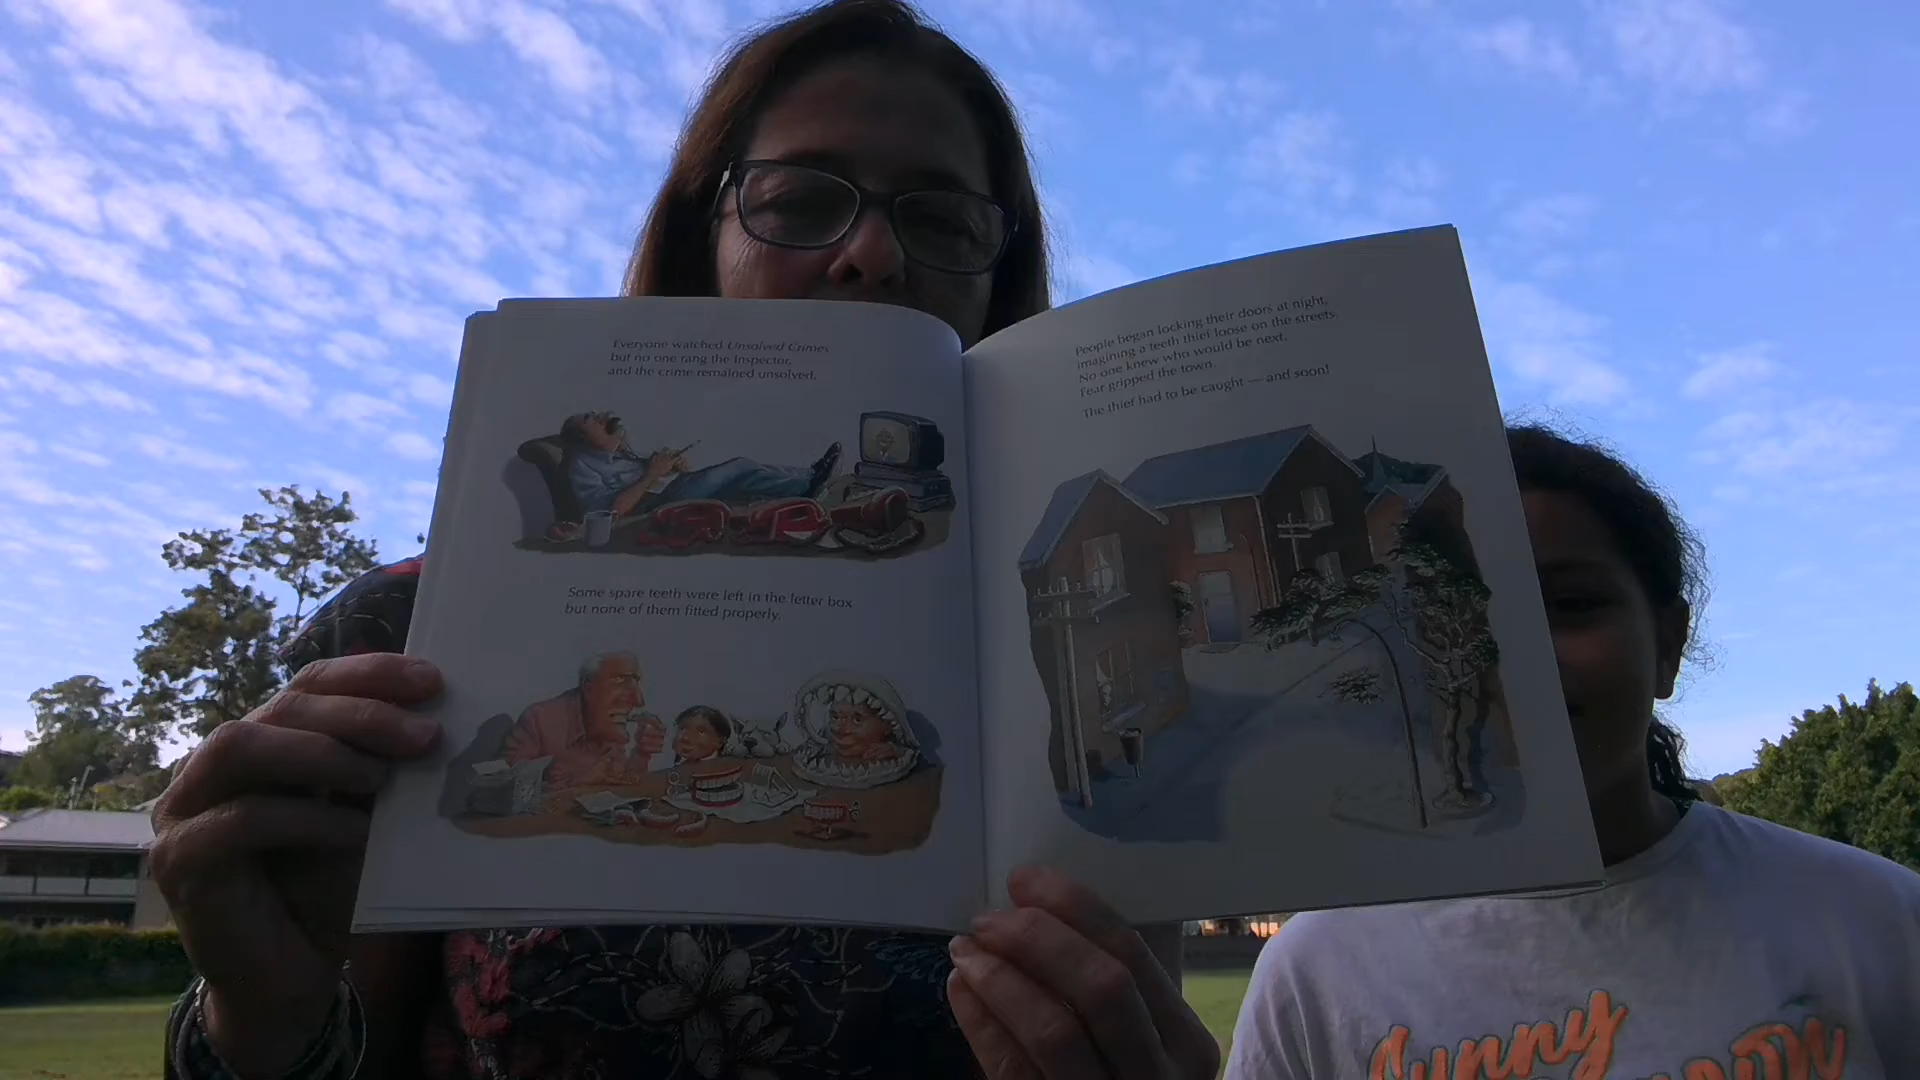 Everyone watched Unsolved Crimes
but no one rang the Inspector,
and the crime remained unsolved.
Some spare teeth were left in the letter box
but none of them fitted properly.
People began locking their doors at night,
imagining a teeth thief loose on the streets.
No one knew who would be next.
Fear gripped the town.
The thief had to be caught — and soon!
Sunny